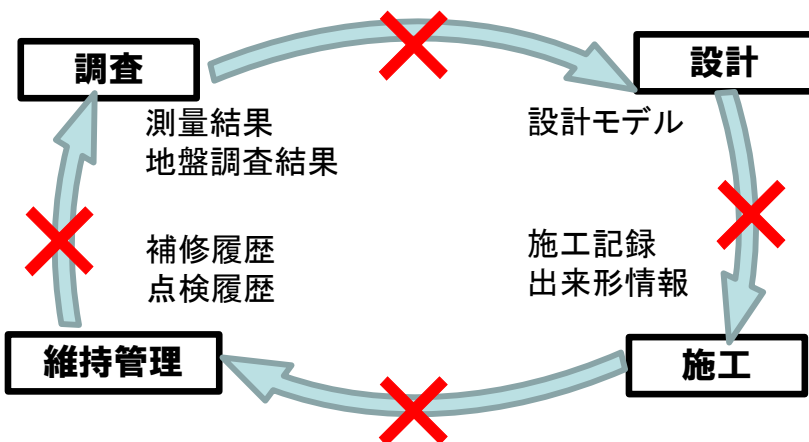 調査
設計
測量結果
地盤調査結果
設計モデル
補修履歴
点検履歴
施工記録
出来形情報
維持管理
施工